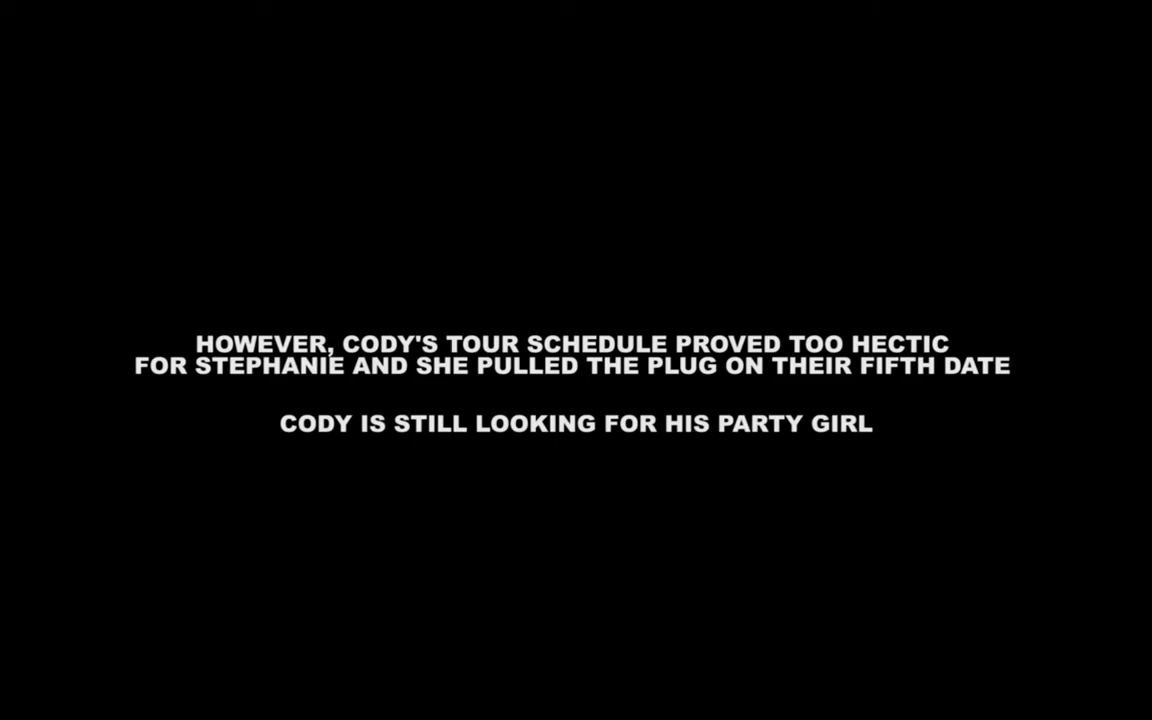 HOWEVER, CODY'S TOUR SCHEDULE PROVED TOO HECTIC
FOR STEPHANIE AND SHE PULLED THE PLUG ON THEIR FIFTH DATE
CODY IS STILL LOOKING FOR HIS PARTY GIRL